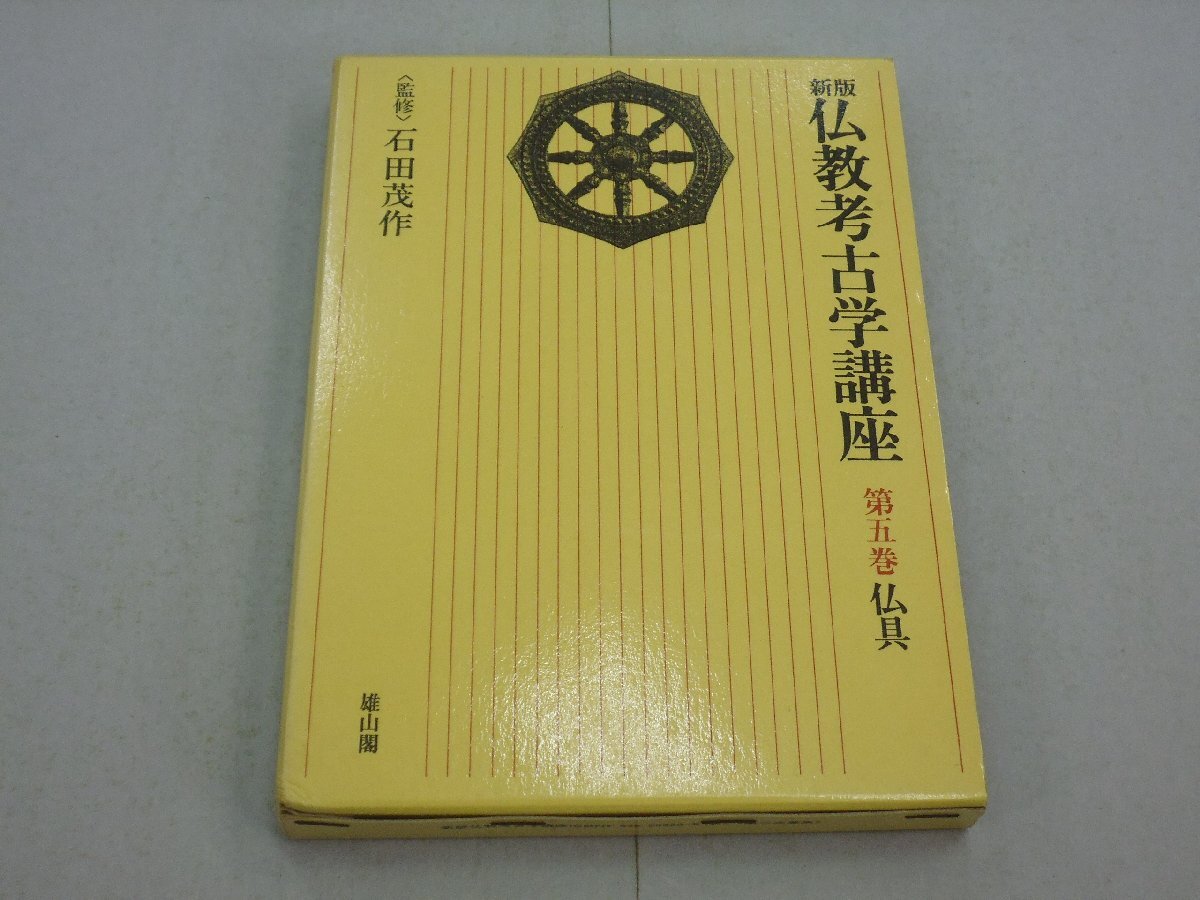 新版
仏教考古学講座
第五巻 仏具
〈監修〉石田茂作
雄山閣